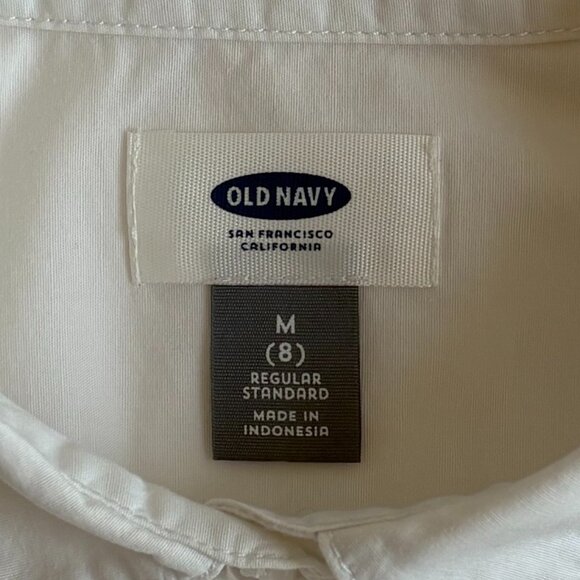 OLD NAVY
SAN FRANCISCO
CALIFORNIA
M
(8)
REGULAR
STANDARD
MADE IN
INDONESIA